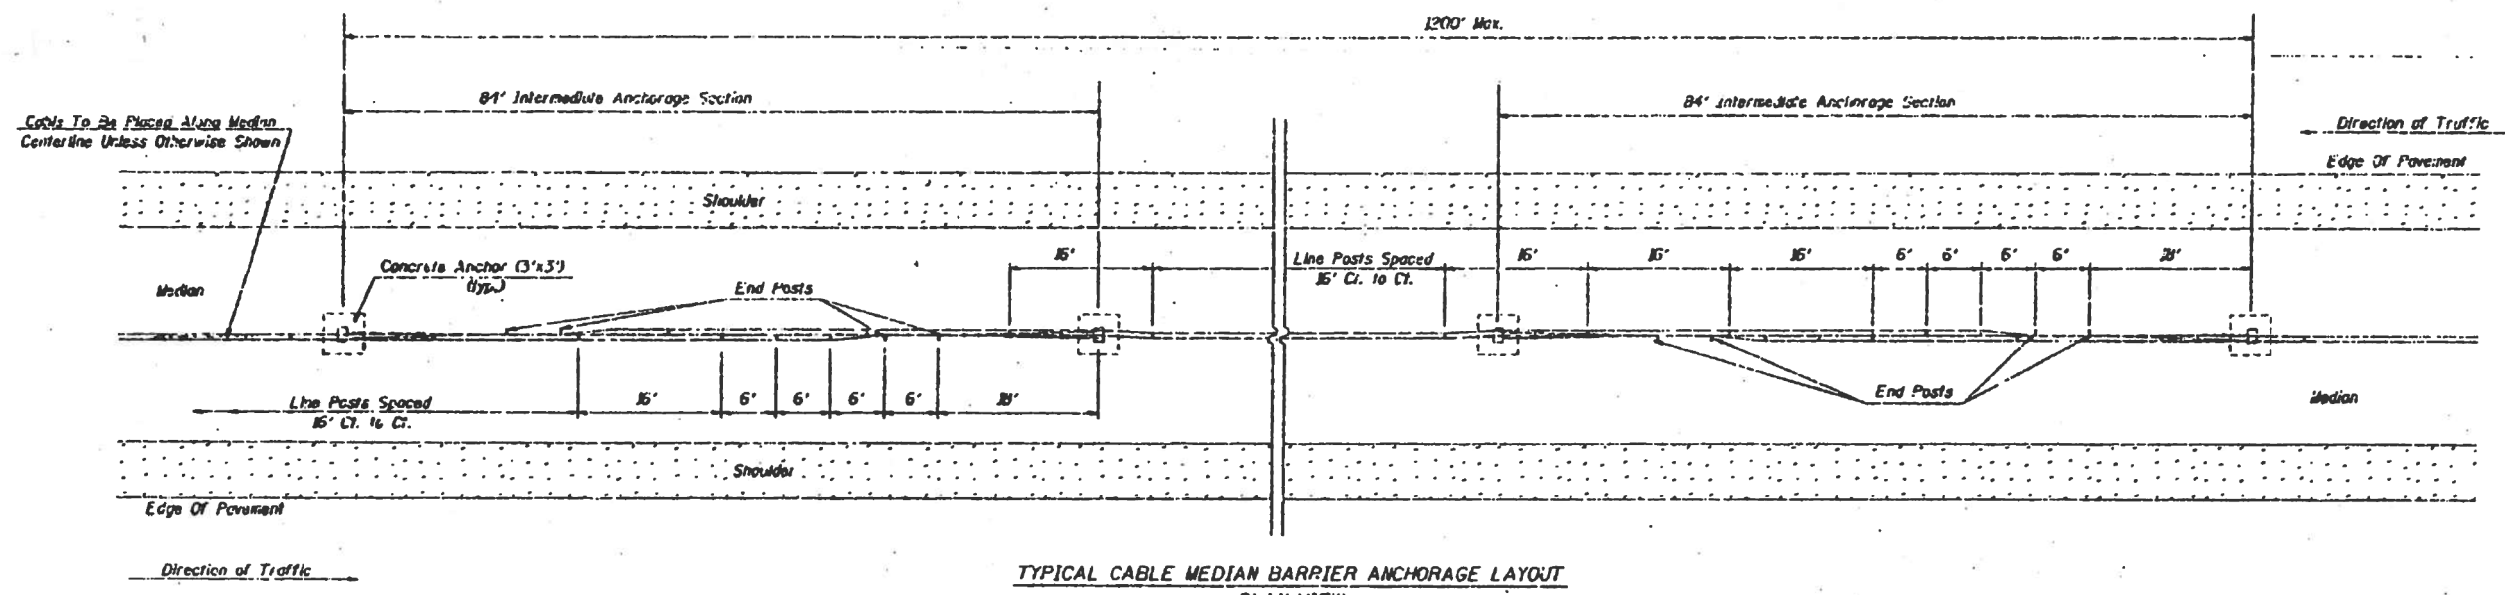 1200' Max.
84' Intermediate Anchorage Section
84' Intermediate Anchorage Section
Cable To Be Placed Along Median
Centerline Unless Otherwise Shown
Direction of Traffic
Edge Of Pavement
Shoulder
16'
Line Posts Spaced
16' Ct. to Ct.
16'
16'
16'
6'
6'
6'
6'
18'
Concrete Anchor (3'x3')
(typ.)
Median
End Posts
End Posts
Median
Line Posts Spaced
16' Ct. to Ct.
16'
6'
6'
6'
6'
18'
Shoulder
Edge Of Pavement
Direction of Traffic
TYPICAL CABLE MEDIAN BARRIER ANCHORAGE LAYOUT